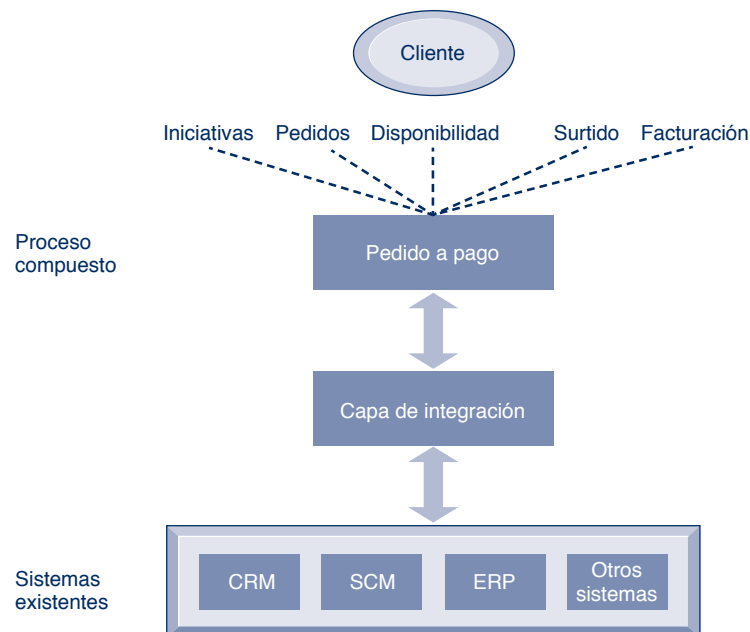 Cliente
Iniciativas Pedidos Disponibilidad Surtido Facturación
Proceso
compuesto
Pedido a pago
Capa de integración
Sistemas
existentes
CRM SCM ERP Otros
sistemas